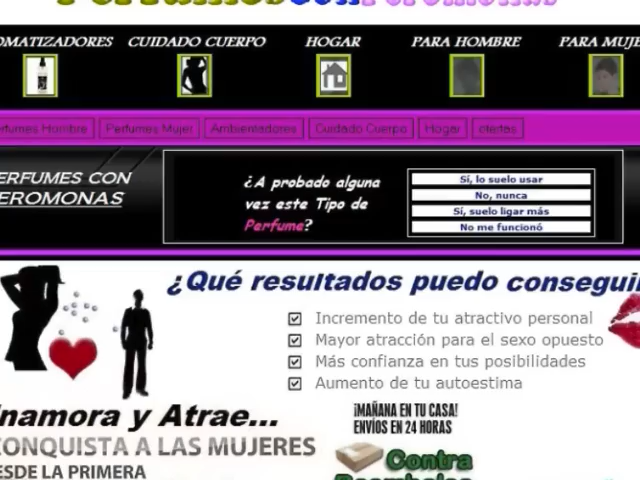 PerfumesconFeromonas
OMATIZADORES CUIDADO CUERPO HOGAR PARA HOMBRE PARA MUJE
erfumes Hombre Perfumes Mujer Ambientadores Cuidado Cuerpo Hogar ofertas
ERFUMES CON
EROMONAS
¿A probado alguna
vez este Tipo de
Perfume?
Sí, lo suelo usar
No, nunca
Sí, suelo ligar más
No me funcionó
¿Qué resultados puedo consegui
Incremento de tu atractivo personal
Mayor atracción para el sexo opuesto
Más confianza en tus posibilidades
Aumento de tu autoestima
namora y Atrae...
ONQUISTA A LAS MUJERES
ESDE LA PRIMERA
¡MAÑANA EN TU CASA!
ENVÍOS EN 24 HORAS
Contra
Reembolso